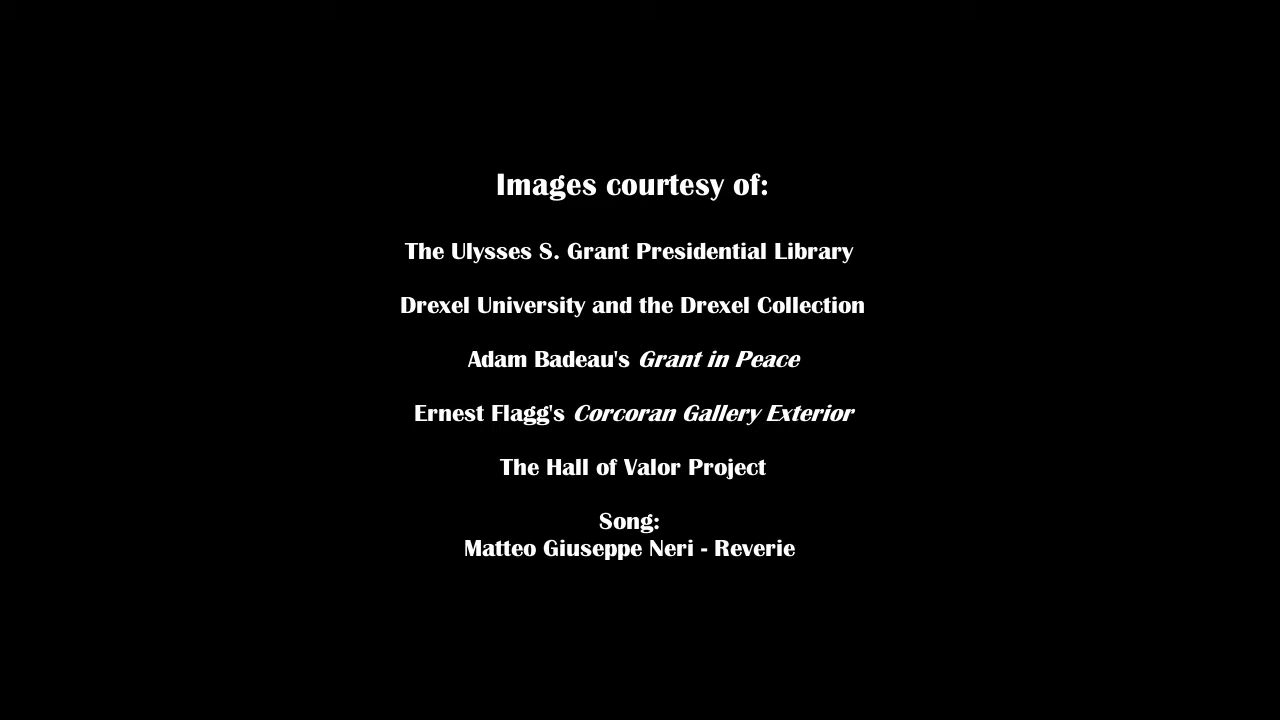 Images courtesy of:
The Ulysses S. Grant Presidential Library
Drexel University and the Drexel Collection
Adam Badeau's Grant in Peace
Ernest Flagg's Corcoran Gallery Exterior
The Hall of Valor Project
Song:
Matteo Giuseppe Neri - Reverie